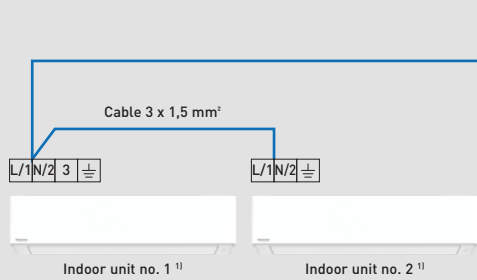 Cable 3 x 1,5 mm²
L/1 N/2 3 L/1 N/2
Indoor unit no. 1 ¹⁾ Indoor unit no. 2 ¹⁾